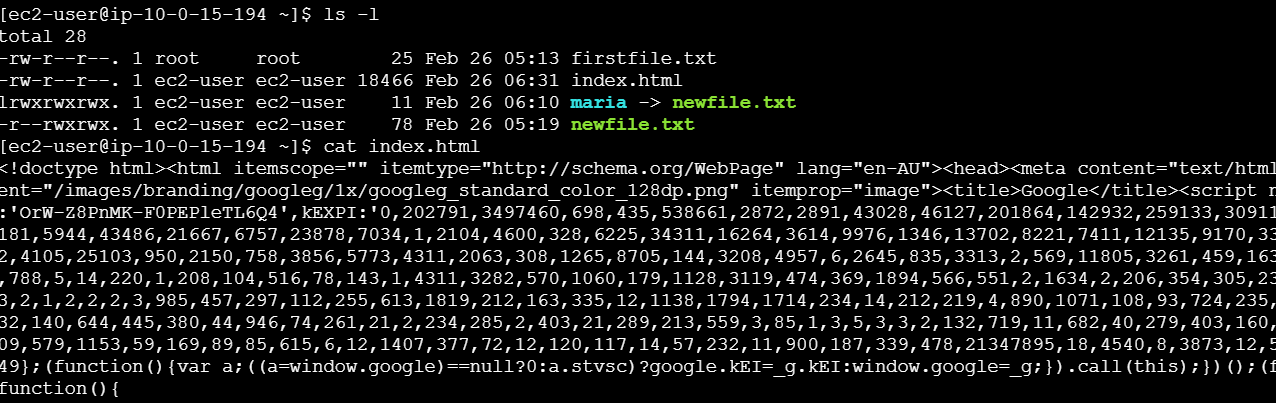 [ec2-user@ip-10-0-15-194 ~]$ ls -l
total 28
-rw-r--r--. 1 root     root        25 Feb 26 05:13 firstfile.txt
-rw-r--r--. 1 ec2-user ec2-user 18466 Feb 26 06:31 index.html
lrwxrwxrwx. 1 ec2-user ec2-user    11 Feb 26 06:10 maria -> newfile.txt
-r--rwxrwx. 1 ec2-user ec2-user    78 Feb 26 05:19 newfile.txt
[ec2-user@ip-10-0-15-194 ~]$ cat index.html
<!doctype html><html itemscope="" itemtype="http://schema.org/WebPage" lang="en-AU"><head><meta content="text/html
ent="/images/branding/googleg/1x/googleg_standard_color_128dp.png" itemprop="image"><title>Google</title><script n
:'OrW-Z8PnMK-F0PEPleTL6Q4',kEXPI:'0,202791,3497460,698,435,538661,2872,2891,43028,46127,201864,142932,259133,30911
181,5944,43486,21667,6757,23878,7034,1,2104,4600,328,6225,34311,16264,3614,9976,1346,13702,8221,7411,12135,9170,33
2,4105,25103,950,2150,758,3856,5773,4311,2063,308,1265,8705,144,3208,4957,6,2645,835,3313,2,569,11805,3261,459,163
,788,5,14,220,1,208,104,516,78,143,1,4311,3282,570,1060,179,1128,3119,474,369,1894,566,551,2,1634,2,206,354,305,23
3,2,1,2,2,2,3,985,457,297,112,255,613,1819,212,163,335,12,1138,1794,1714,234,14,212,219,4,890,1071,108,93,724,235,
32,140,644,445,380,44,946,74,261,21,2,234,285,2,403,21,289,213,559,3,85,1,3,5,3,3,2,132,719,11,682,40,279,403,160,
09,579,1153,59,169,89,85,615,6,12,1407,377,72,12,120,117,14,57,232,11,900,187,339,478,21347895,18,4540,8,3873,12,5
49};(function(){var a;((a=window.google)==null?0:a.stvsc)?google.kEI=_g.kEI:window.google=_g;}).call(this);})();(f
function(){